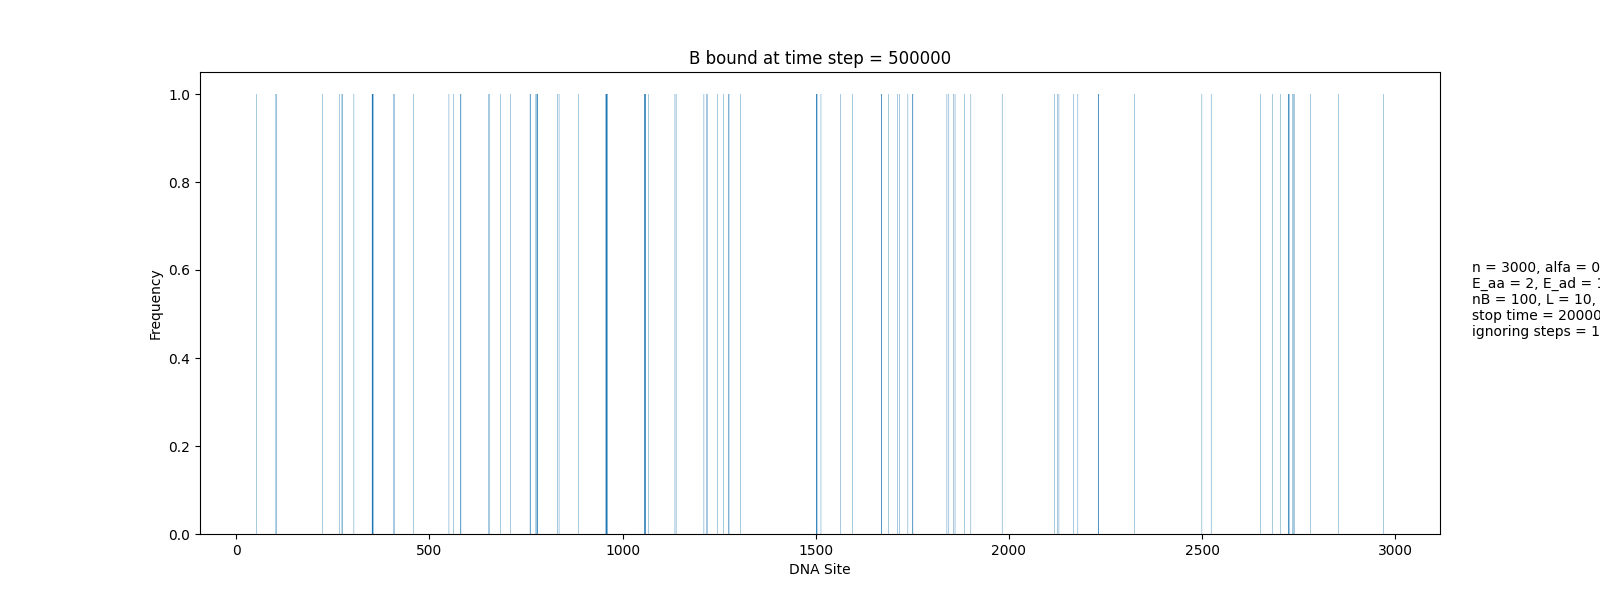 B bound at time step = 500000
1.0
0.8
0.6
0.4
0.2
0.0
Frequency
0 500 1000 1500 2000 2500 3000
DNA Site
n = 3000, alfa = 0
E_aa = 2, E_ad =
nB = 100, L = 10,
stop time = 20000
ignoring steps = 1